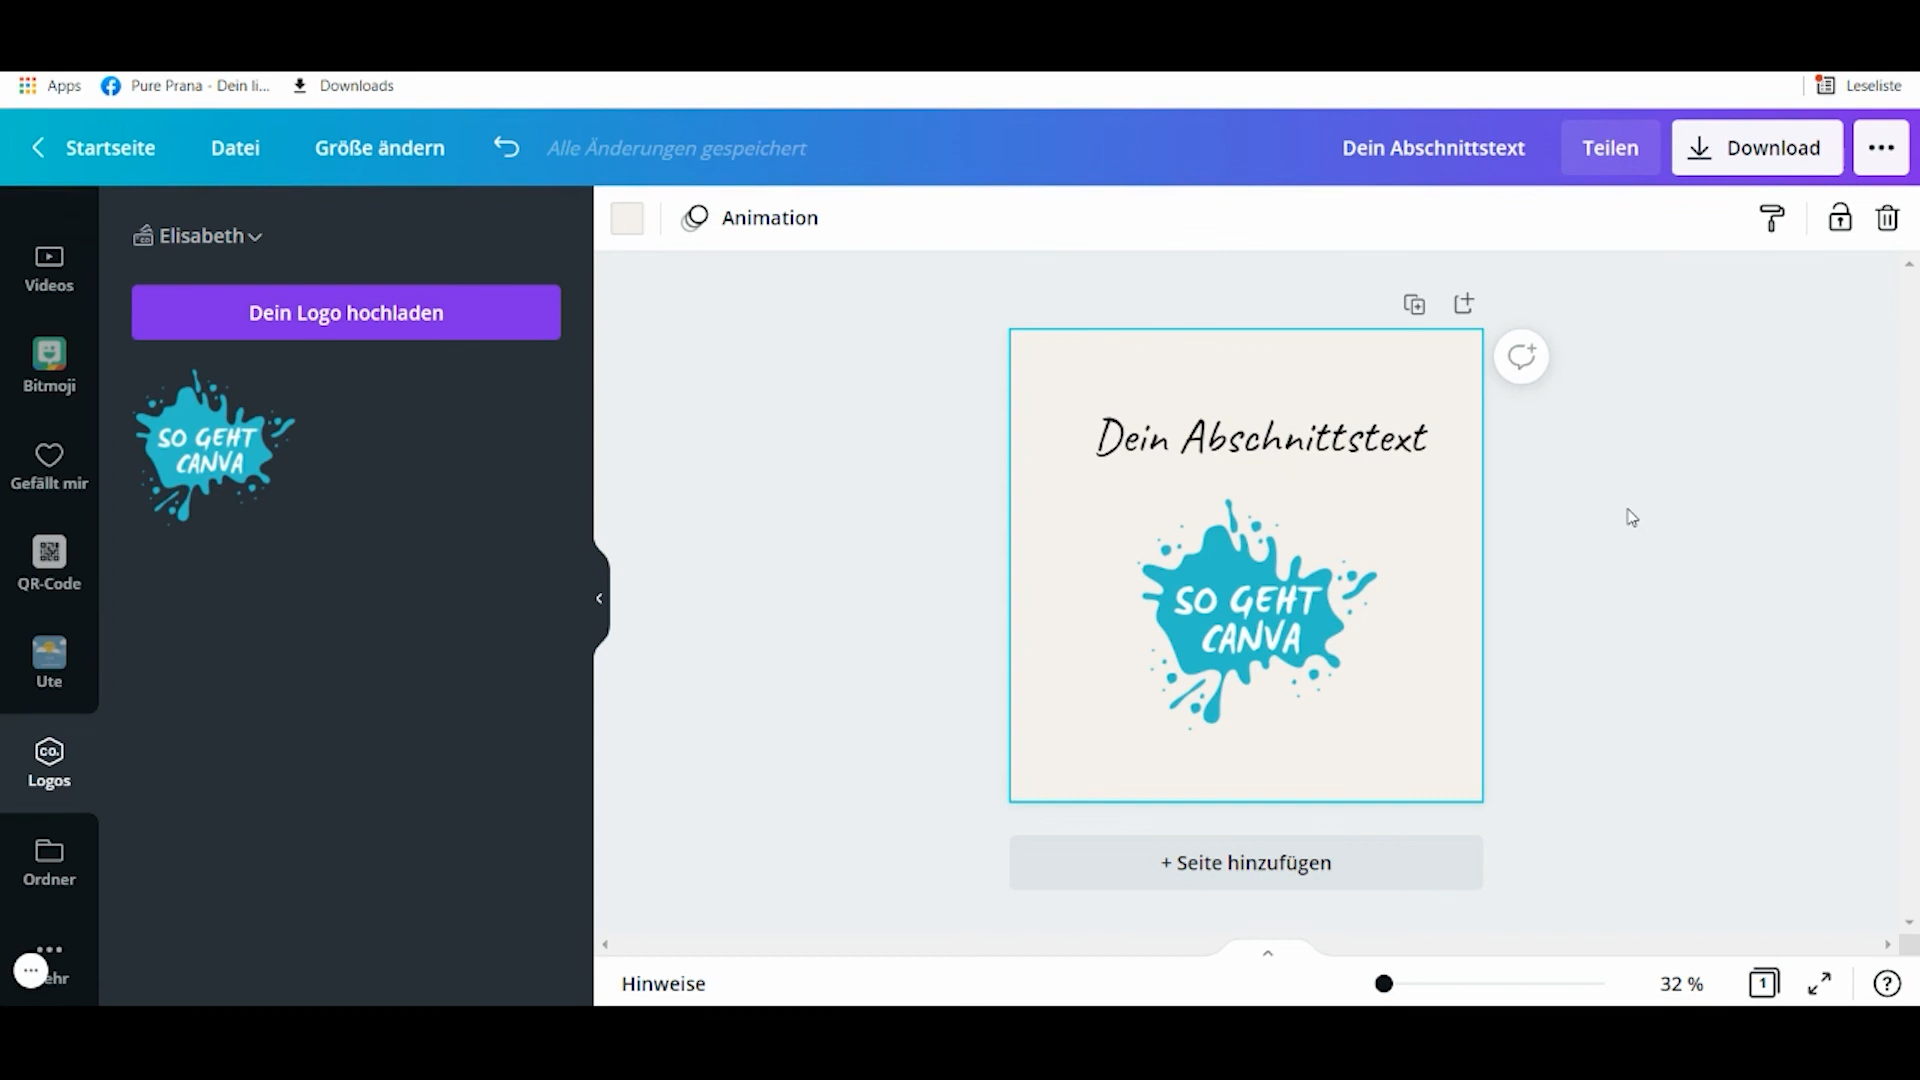 Apps
Pure Prana - Dein li...
Downloads
Leseliste
Startseite
Datei
Größe ändern
Alle Änderungen gespeichert
Dein Abschnittstext
Teilen
Download
Animation
Elisabeth
Dein Logo hochladen
SO GEHT
CANVA
Videos
Bitmoji
Gefällt mir
QR-Code
Ute
CO.
Logos
Ordner
ehr
Dein Abschnittstext
SO GEHT
CANVA
+ Seite hinzufügen
Hinweise
32 %
1
?